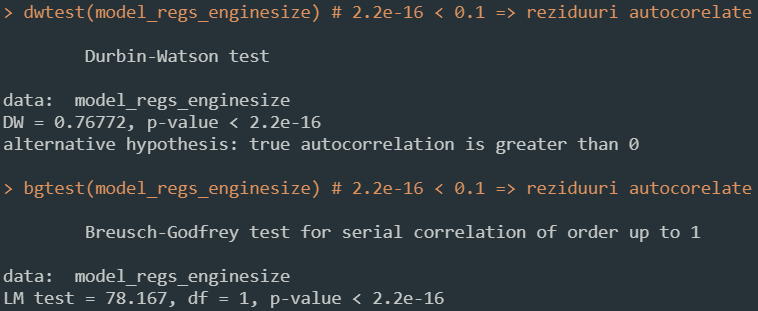 > dwtest(model_regs_enginesize) # 2.2e-16 < 0.1 => reziduuri autocorelate
Durbin-Watson test
data:  model_regs_enginesize
DW = 0.76772, p-value < 2.2e-16
alternative hypothesis: true autocorrelation is greater than 0
> bgtest(model_regs_enginesize) # 2.2e-16 < 0.1 => reziduuri autocorelate
Breusch-Godfrey test for serial correlation of order up to 1
data:  model_regs_enginesize
LM test = 78.167, df = 1, p-value < 2.2e-16